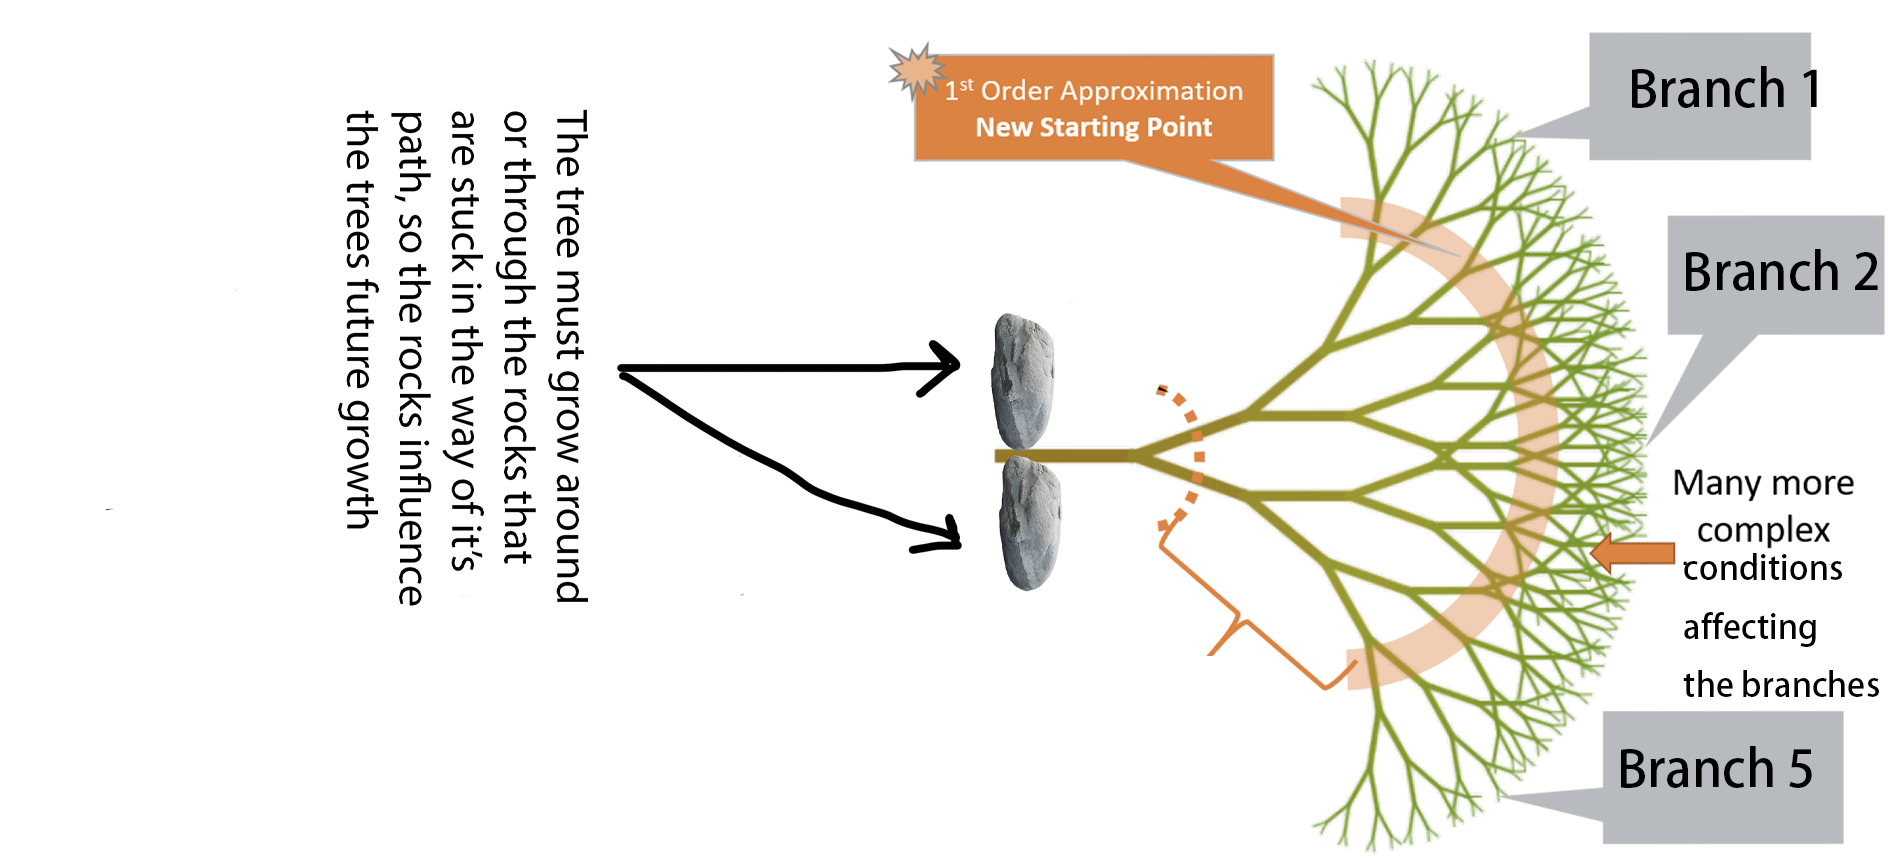 The tree must grow around
or through the rocks that
are stuck in the way of it's
path, so the rocks influence
the trees future growth
1st Order Approximation
New Starting Point
Branch 1
Branch 2
Many more
complex
conditions
affecting
the branches
Branch 5